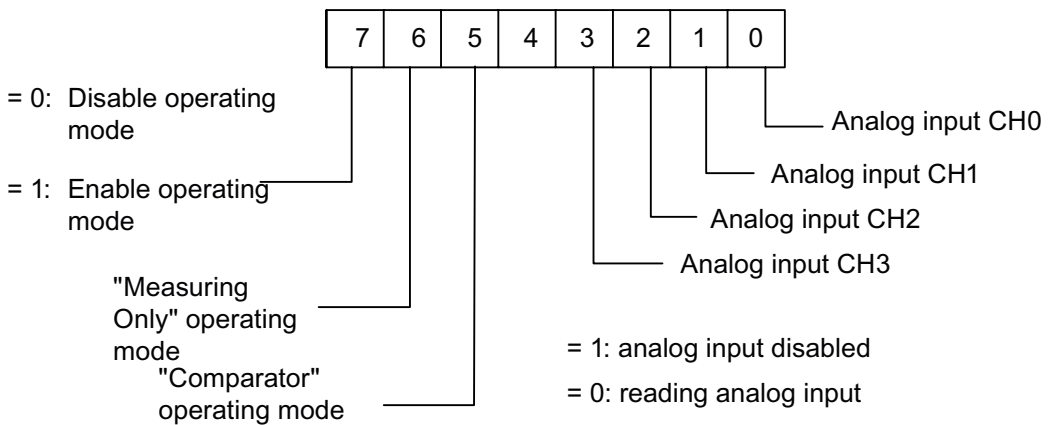 7 6 5 4 3 2 1 0
= 0: Disable operating
mode
= 1: Enable operating
mode
"Measuring
Only" operating
mode
"Comparator"
operating mode
Analog input CH0
Analog input CH1
Analog input CH2
Analog input CH3
= 1: analog input disabled
= 0: reading analog input